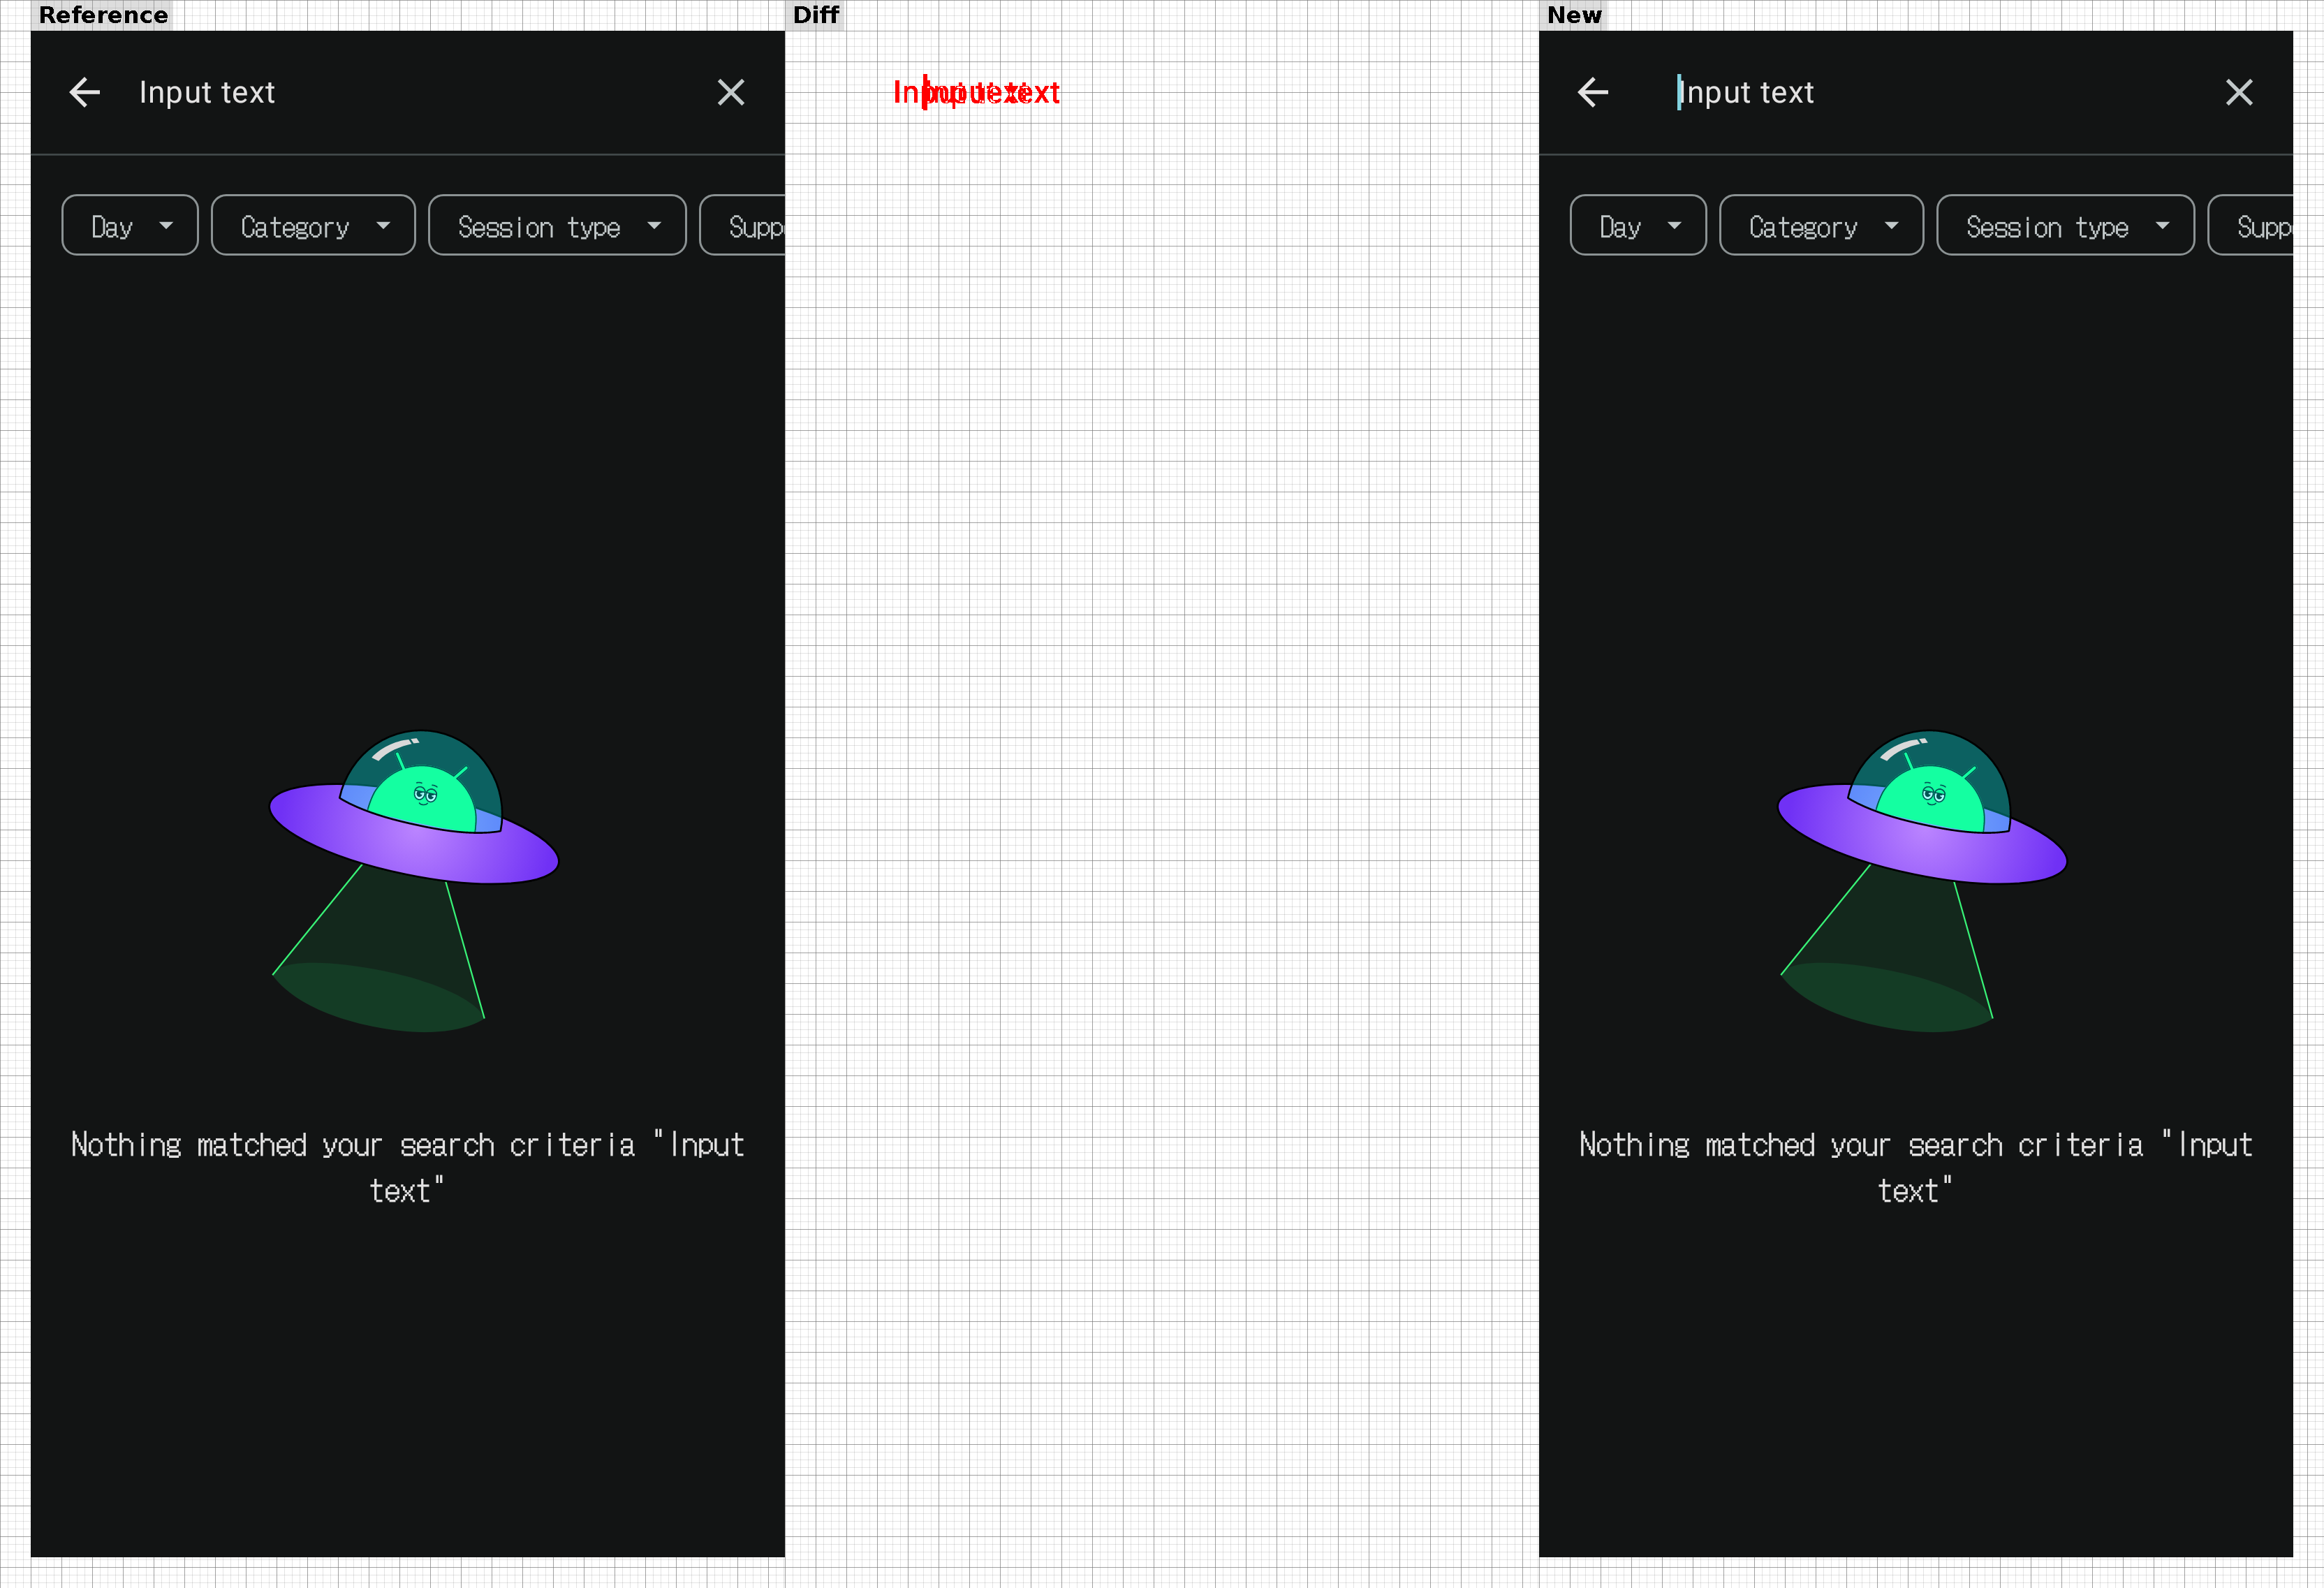 Reference
Diff
New
Input text
Input text
Day
Category
Session type
Supp
Day
Category
Session type
Supp
Nothing matched your search criteria "Input
text"
Nothing matched your search criteria "Input
text"